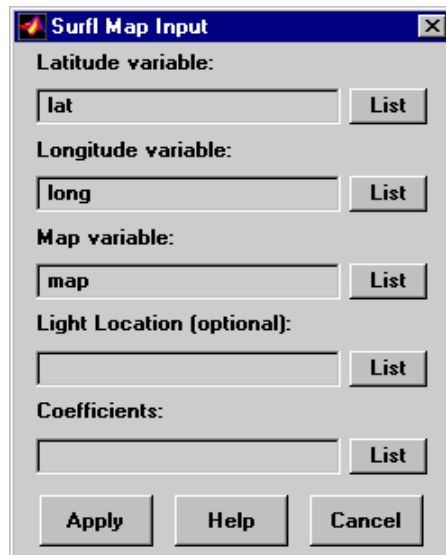 Surfl Map Input
Latitude variable:
lat List
Longitude variable:
long List
Map variable:
map List
Light Location (optional):
List
Coefficients:
List
Apply Help Cancel